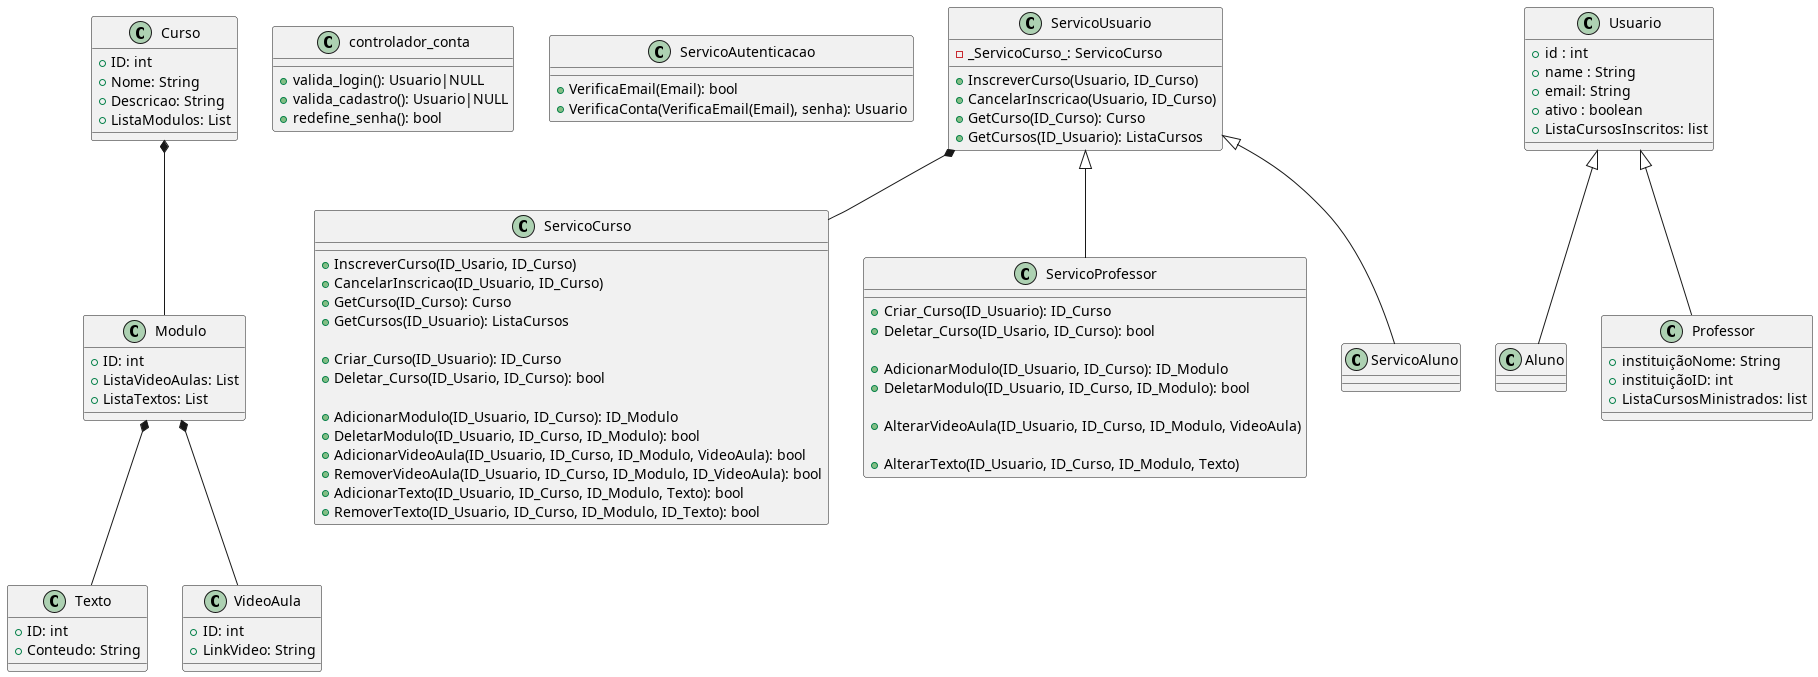 Curso
+ID: int
+Nome: String
+Descricao: String
+ListaModulos: List
controlador_conta
valida_login(): Usuario|NULL
valida_cadastro(): Usuario|NULL
redefine_senha(): bool
ServicoAutenticacao
VerificaEmail(Email): bool
VerificaConta(VerificaEmail(Email), senha): Usuario
ServicoUsuario
_ServicoCurso_: ServicoCurso
InscreverCurso(Usuario, ID_Curso)
CancelarInscricao(Usuario, ID_Curso)
GetCurso(ID_Curso): Curso
GetCursos(ID_Usuario): ListaCursos
Usuario
id : int
name : String
email: String
ativo : boolean
ListaCursosInscritos: list
ServicoCurso
InscreverCurso(ID_Usario, ID_Curso)
CancelarInscricao(ID_Usuario, ID_Curso)
GetCurso(ID_Curso): Curso
GetCursos(ID_Usuario): ListaCursos
Criar_Curso(ID_Usuario): ID_Curso
Deletar_Curso(ID_Usario, ID_Curso): bool
AdicionarModulo(ID_Usuario, ID_Curso): ID_Modulo
DeletarModulo(ID_Usuario, ID_Curso, ID_Modulo): bool
AdicionarVideoAula(ID_Usuario, ID_Curso, ID_Modulo, VideoAula): bool
RemoverVideoAula(ID_Usuario, ID_Curso, ID_Modulo, ID_VideoAula): bool
AdicionarTexto(ID_Usuario, ID_Curso, ID_Modulo, Texto): bool
RemoverTexto(ID_Usuario, ID_Curso, ID_Modulo, ID_Texto): bool
ServicoProfessor
Criar_Curso(ID_Usuario): ID_Curso
Deletar_Curso(ID_Usario, ID_Curso): bool
AdicionarModulo(ID_Usuario, ID_Curso): ID_Modulo
DeletarModulo(ID_Usuario, ID_Curso, ID_Modulo): bool
AlterarVideoAula(ID_Usuario, ID_Curso, ID_Modulo, VideoAula)
AlterarTexto(ID_Usuario, ID_Curso, ID_Modulo, Texto)
ServicoAluno
Aluno
Professor
instituiçãoNome: String
instituiçãoID: int
ListaCursosMinistrados: list
Modulo
ID: int
ListaVideoAulas: List
ListaTextos: List
Texto
ID: int
Conteudo: String
VideoAula
ID: int
LinkVideo: String